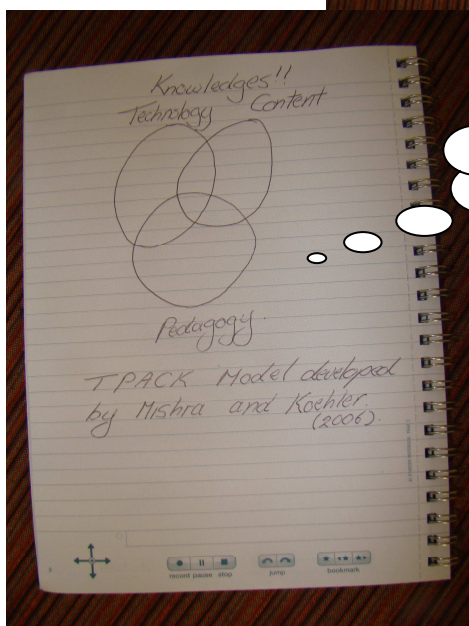 Knowledges!!
Technology Content
Pedagogy.
TPACK Model developed
by Mishra and Koehler.
(2006).
record pause stop
jump
bookmark